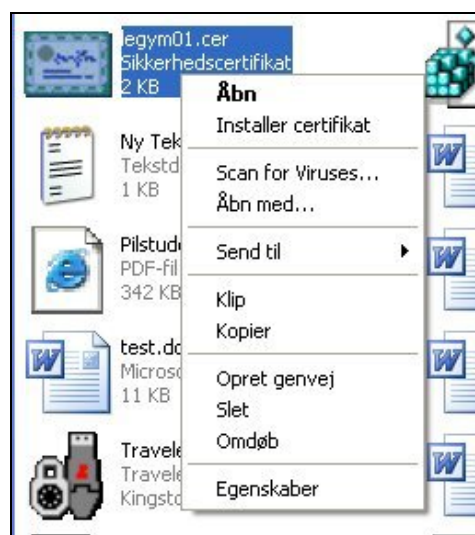 legym01.cer
Sikkerhedscertifikat
2 KB
Åbn
Installer certifikat
Scan for Viruses...
Åbn med...
Send til
Klip
Kopier
Opret genvej
Slet
Omdøb
Egenskaber
Ny Tek
Tekstd
1 KB
Pilstud
PDF-fil
342 KB
test.do
Microso
11 KB
Travele
Travele
Kingsto